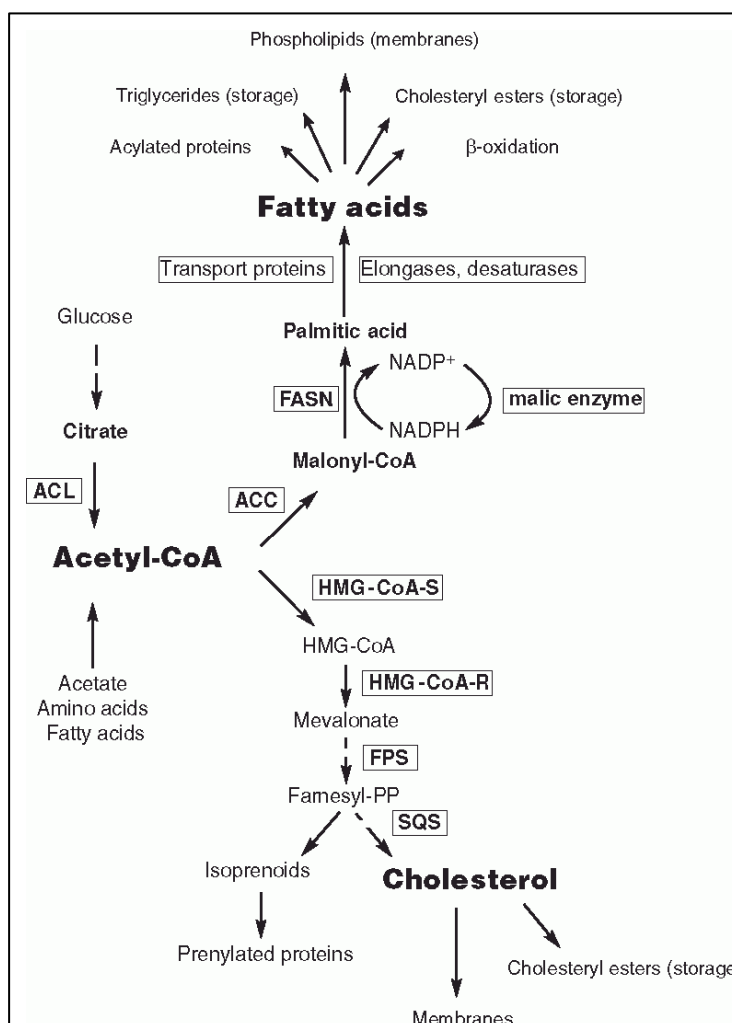 Phospholipids (membranes)
Triglycerides (storage)
Cholesteryl esters (storage)
Acylated proteins
β-oxidation
Fatty acids
Transport proteins
Elongases, desaturases
Glucose
Palmitic acid
NADP+
FASN
malic enzyme
Citrate
NADPH
Malonyl-CoA
ACL
ACC
Acetyl-CoA
HMG-CoA-S
HMG-CoA
Acetate
Amino acids
Fatty acids
HMG-CoA-R
Mevalonate
FPS
Farnesyl-PP
SQS
Isoprenoids
Cholesterol
Prenylated proteins
Cholesteryl esters (storage
Membranes